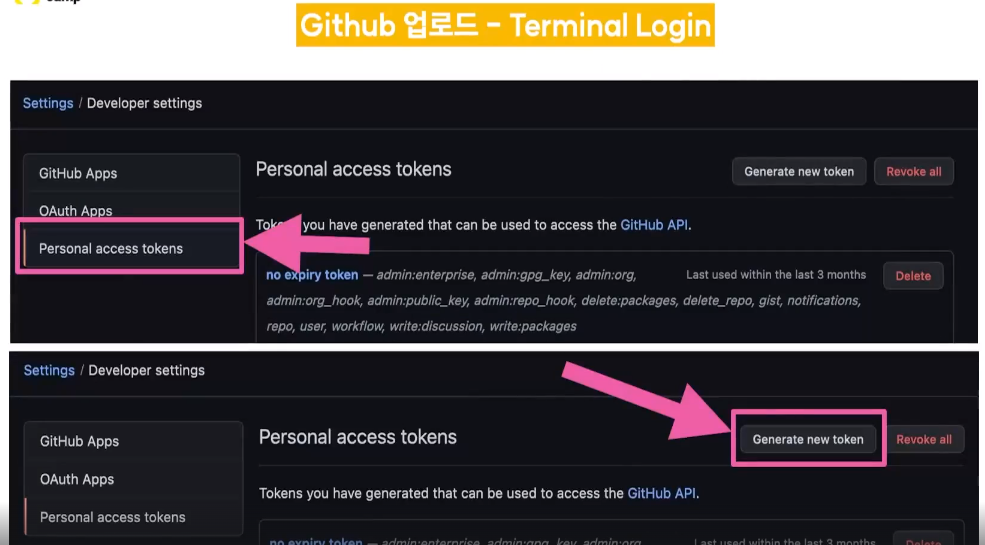 Github 업로드 - Terminal Login
Settings / Developer settings
GitHub Apps
OAuth Apps
Personal access tokens
Personal access tokens
Generate new token
Revoke all
you have generated that can be used to access the GitHub API.
no expiry token — admin:enterprise, admin:gpg_key, admin:org,
admin:org_hook, admin:public_key, admin:repo_hook, delete:packages, delete_repo, gist, notifications,
repo, user, workflow, write:discussion, write:packages
Last used within the last 3 months
Delete
Settings / Developer settings
GitHub Apps
OAuth Apps
Personal access tokens
Personal access tokens
Generate new token
Revoke all
Tokens you have generated that can be used to access the GitHub API.
no expiry token — admin:enterprise, admin:gpg_key, admin:org
Last used within the last 3 months
Delete